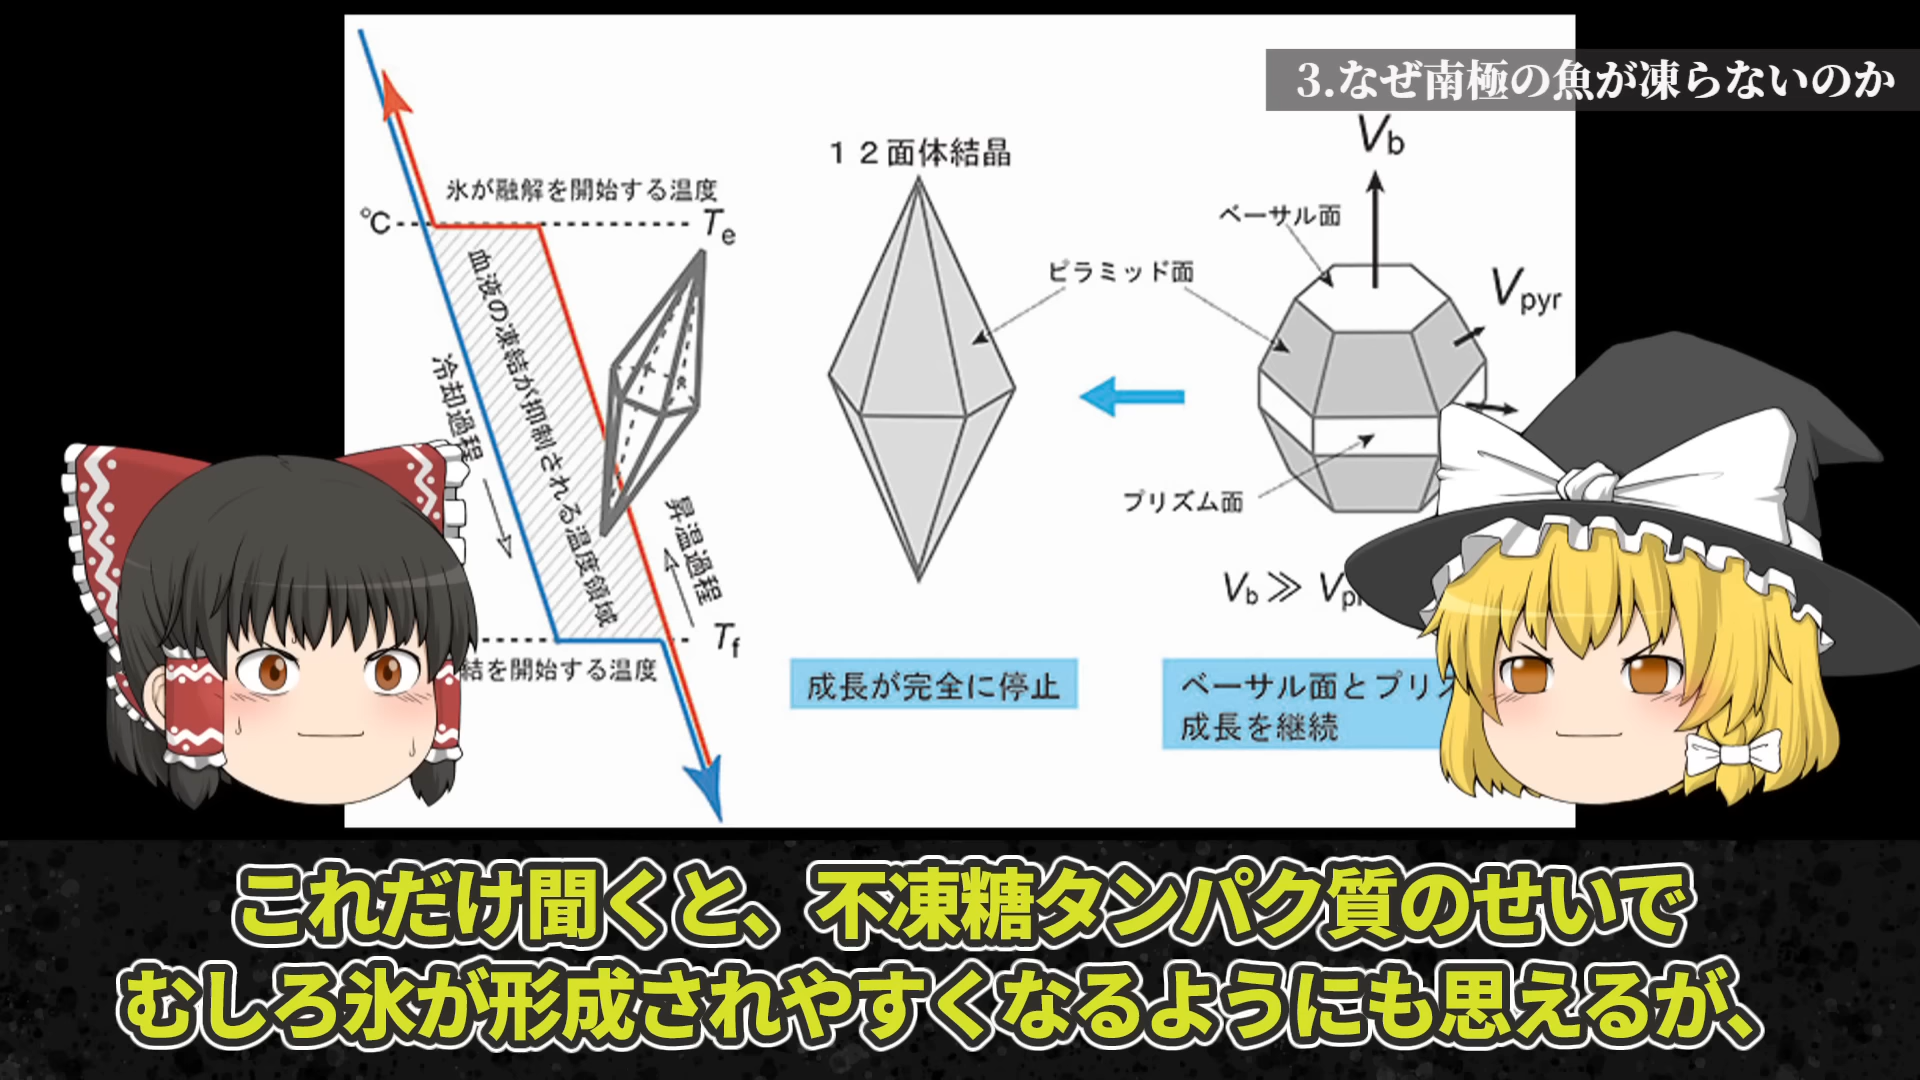 3.なぜ南極の魚が凍らないのか
氷が融解を開始する温度
℃
Te
血液の凍結が抑制される温度領域
冷却過程
昇温過程
Tf
結を開始する温度
12面体結晶
ピラミッド面
成長が完全に停止
Vb
ベーサル面
Vpyr
プリズム面
Vb ≫
ベーサル面とプリ
成長を継続
これだけ聞くと、不凍糖タンパク質のせいで
むしろ氷が形成されやすくなるようにも思えるが、